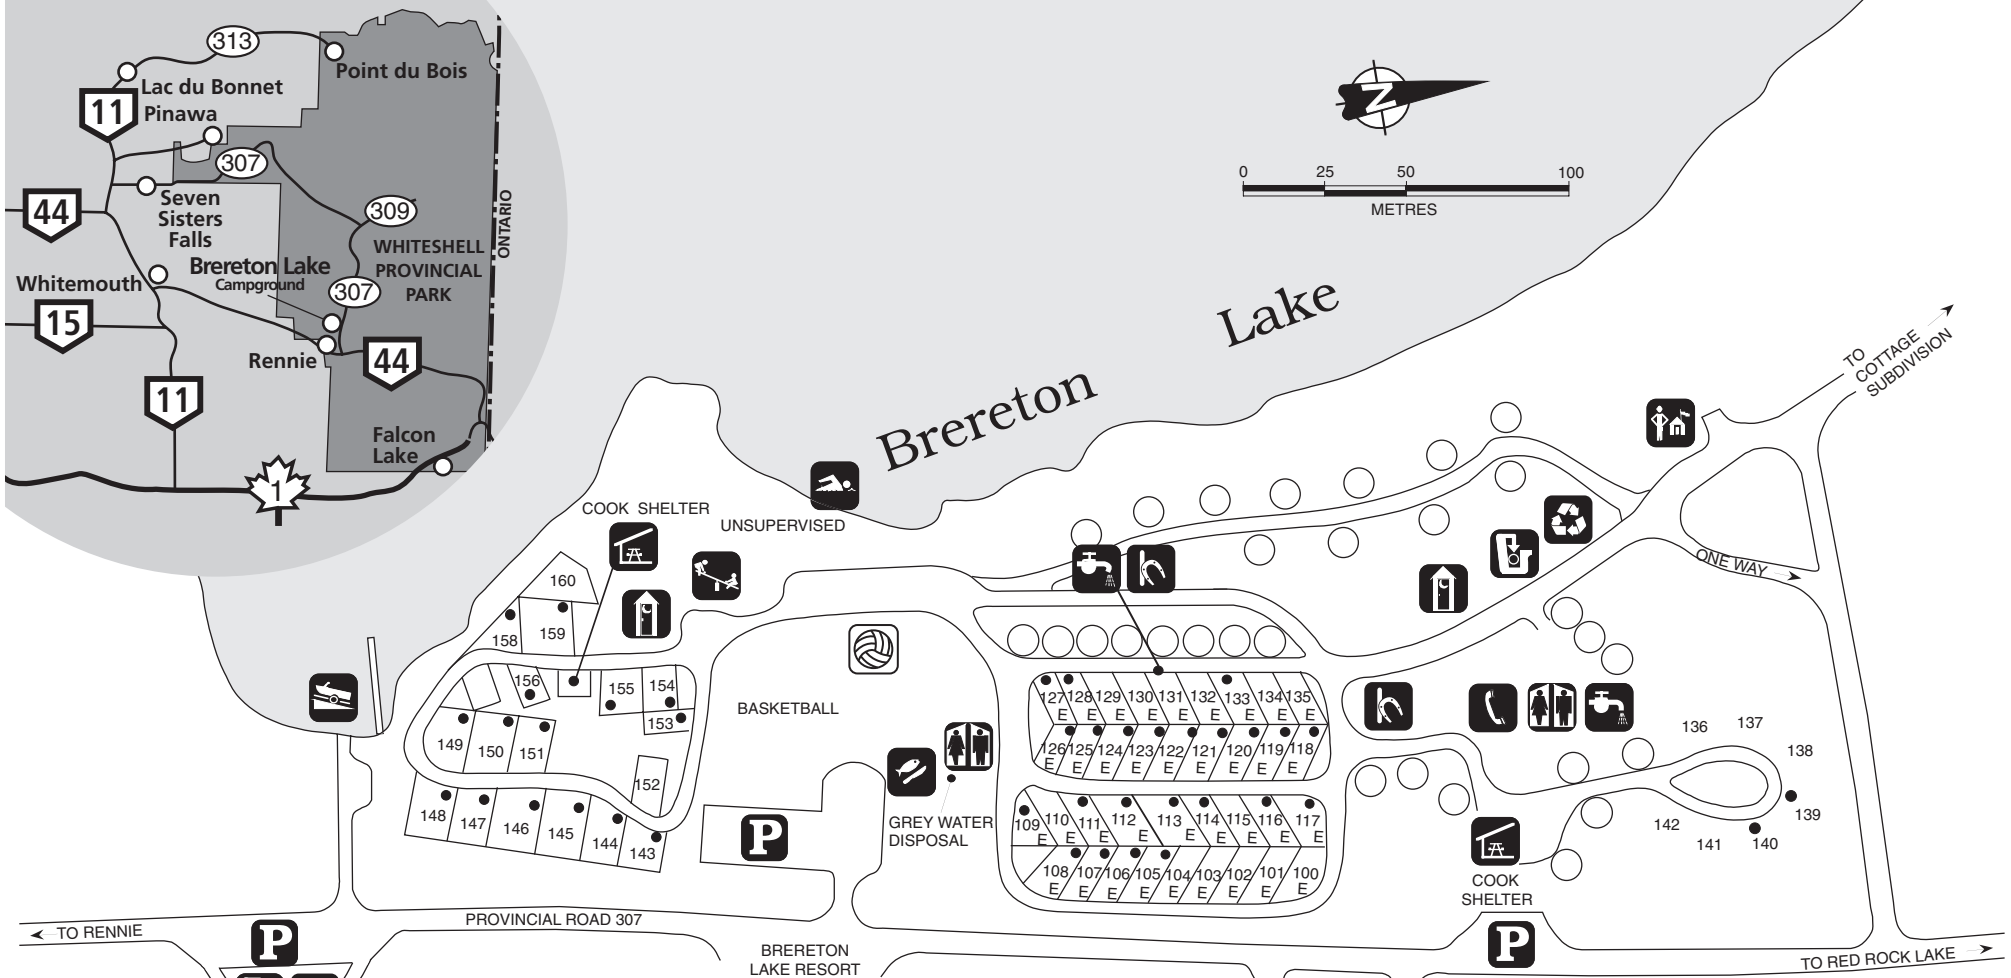 313
Point du Bois
Lac du Bonnet
11
Pinawa
307
44
Seven
Sisters
Falls
309
WHITESHELL
PROVINCIAL
PARK
ONTARIO
Brereton Lake
Campground
Whitemouth
307
15
Rennie
44
11
Falcon
Lake
1
N
0 25 50 100
METRES
Brereton Lake
TO
COTTAGE
SUBDIVISION
COOK SHELTER
UNSUPERVISED
ONE WAY
160
158 159
156 155 154
153
149 150 151
152
148 147 146 145 144 143
BASKETBALL
P
GREY WATER
DISPOSAL
127 128 129 130 131 132 133 134 135
E E E E E E E E
126 125 124 123 122 121 120 119 118
E E E E E E E E E
109 110 111 112 113 114 115 116 117
E E E E E E E E E
108 107 106 105 104 103 102 101 100
E E E E E E E E E
136 137
138
139
142 141 140
COOK
SHELTER
P
PROVINCIAL ROAD 307
TO RENNIE
P
BRERETON
LAKE RESORT
TO RED ROCK LAKE